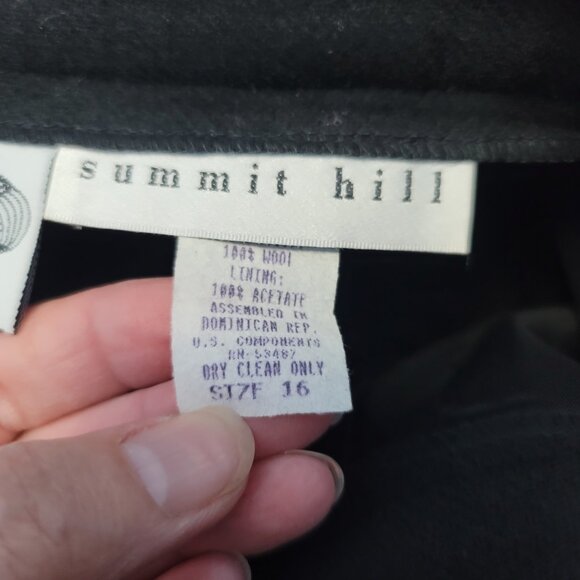 summit hill
100% WOOL
LINING:
100% ACETATE
ASSEMBLED IN
DOMINICAN REP.
U.S. COMPONENTS
RN-53487
DRY CLEAN ONLY
SIZE 16